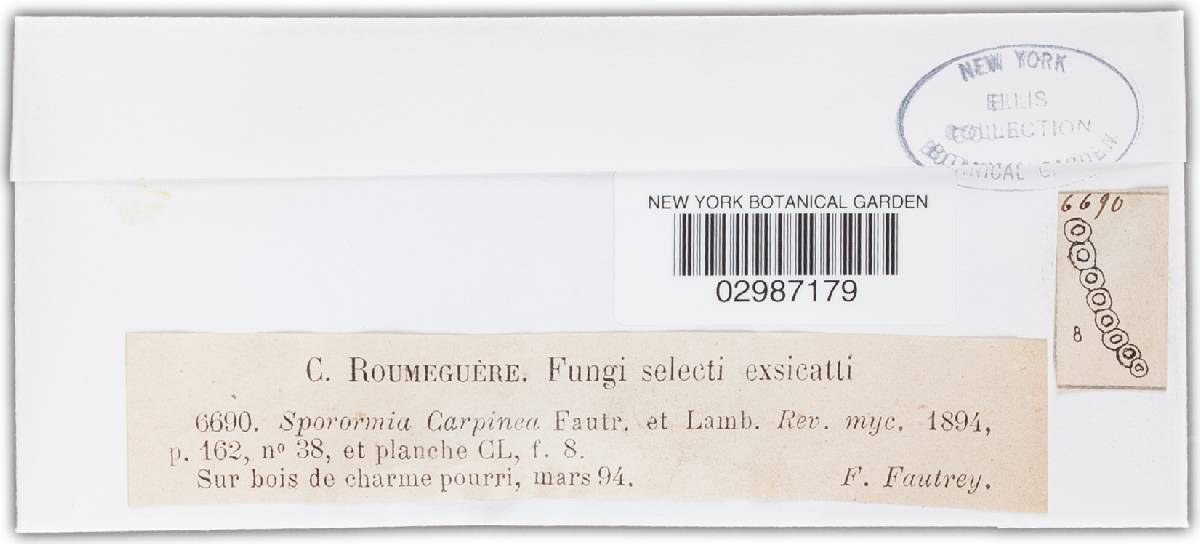 NEW YORK
ELLIS
COLLECTION
BOTANICAL GARDEN
NEW YORK BOTANICAL GARDEN
02987179
6690
8
C. ROUMEGUÈRE. Fungi selecti exsicatti
6690. Sporormia Carpinea Fautr. et Lamb. Rev. myc. 1894,
p. 162, nº 38, et planche CL, f. 8.
Sur bois de charme pourri, mars 94. F. Fautrey.